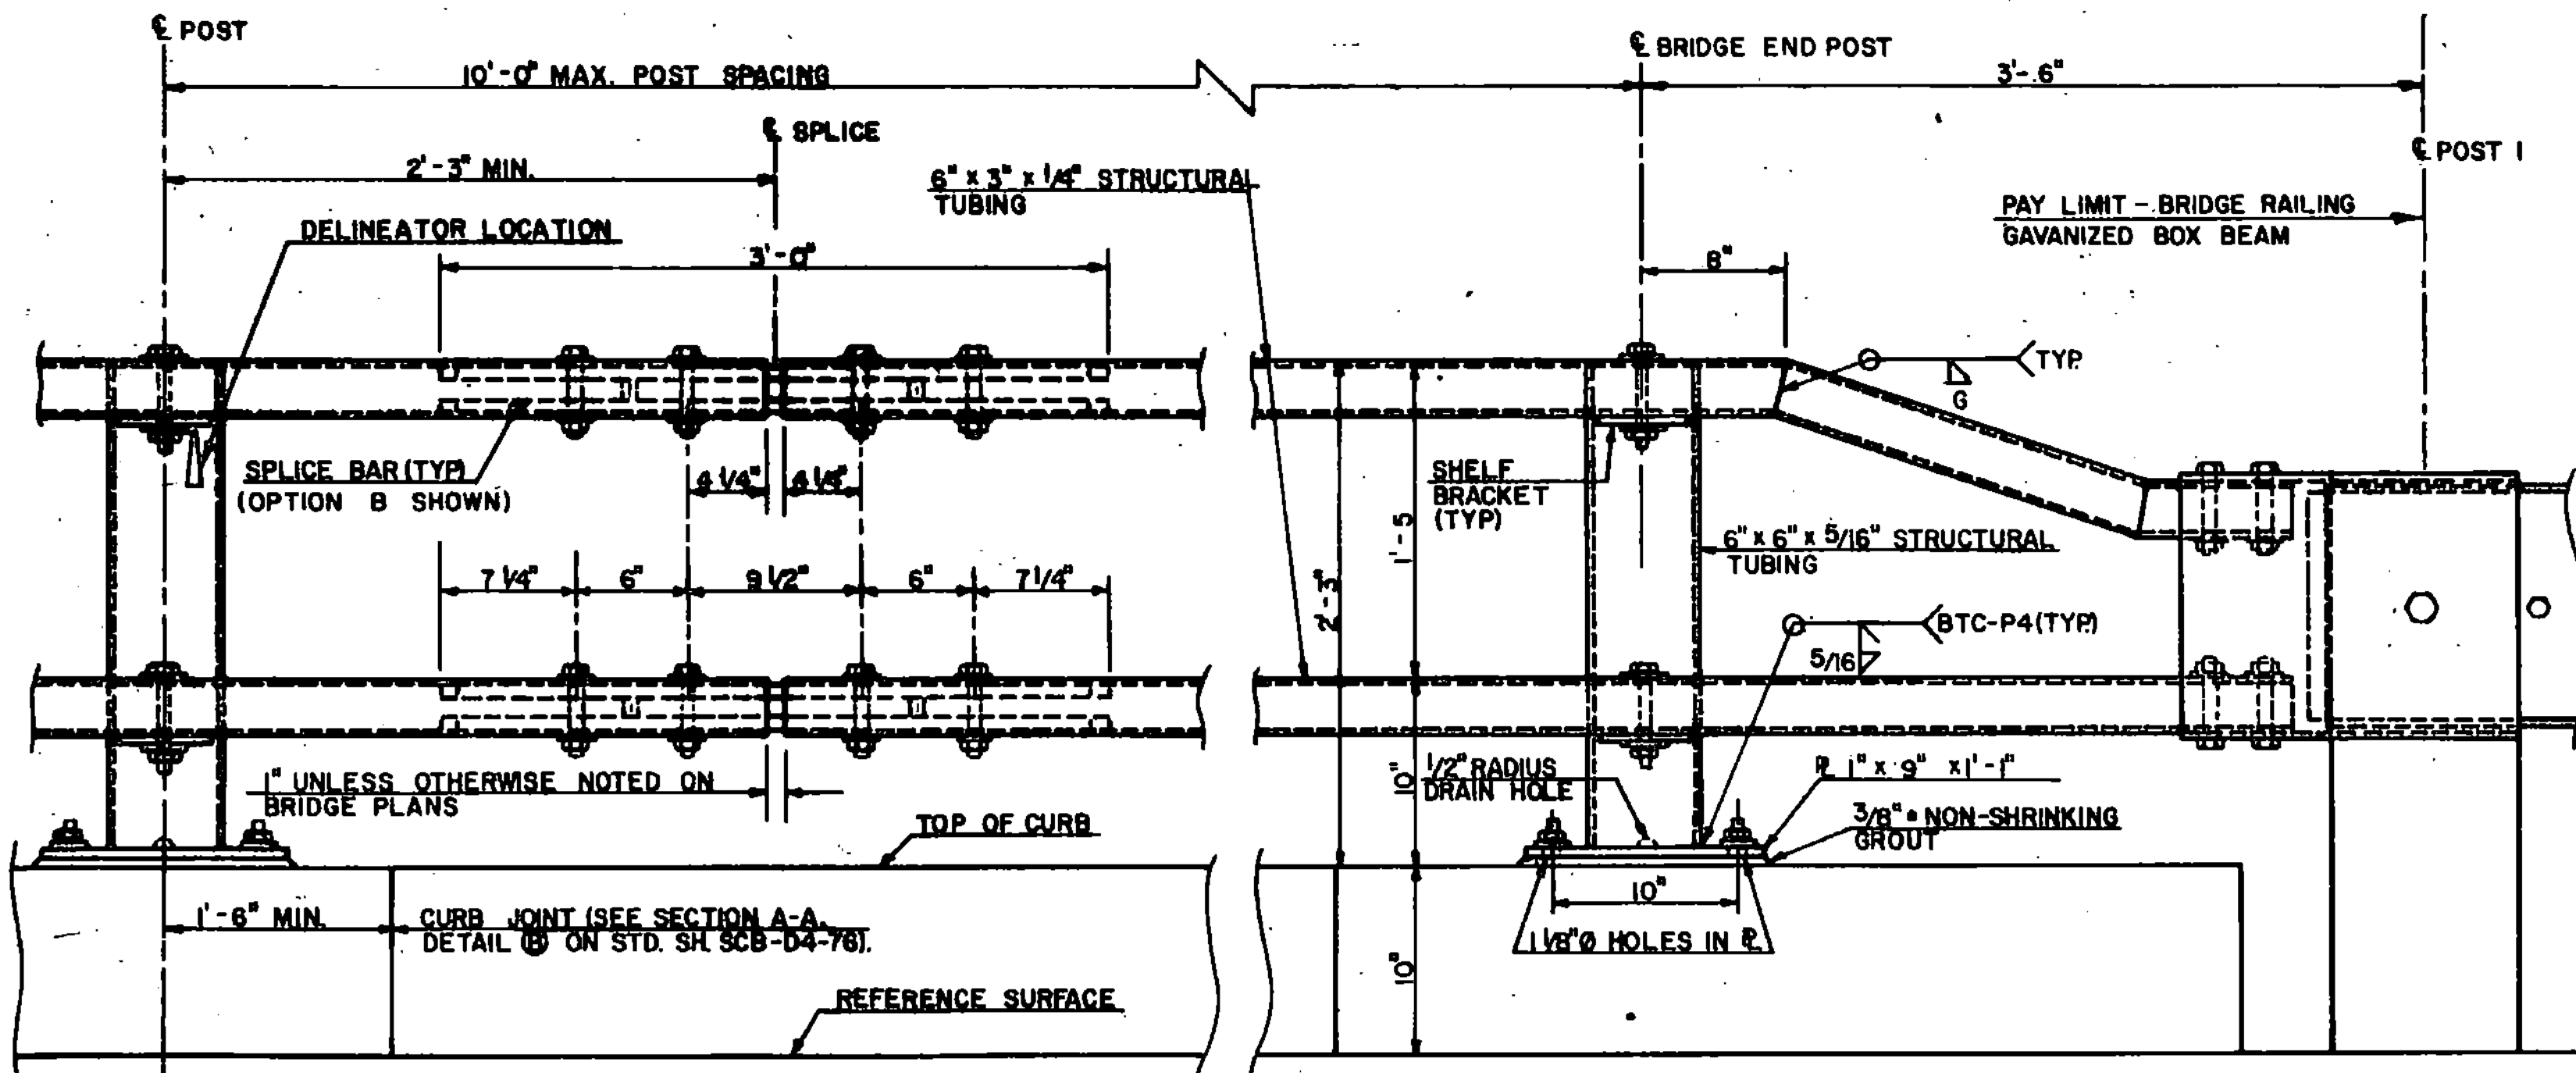 ℄ POST
℄ BRIDGE END POST
10'-0" MAX. POST SPACING
3'-6"
℄ SPLICE
℄ POST 1
2'-3" MIN.
6" x 3" x 1/4" STRUCTURAL
TUBING
PAY LIMIT - BRIDGE RAILING
GAVANIZED BOX BEAM
DELINEATOR LOCATION
3'-0"
8"
TYP.
G
SPLICE BAR (TYP)
(OPTION B SHOWN)
4 1/4"
4 1/4"
SHELF
BRACKET
(TYP)
1'-5
6" x 6" x 5/16" STRUCTURAL
TUBING
7 1/4"
6"
9 1/2"
6"
7 1/4"
2'-3"
BTC-P4 (TYP.)
5/16
1" UNLESS OTHERWISE NOTED ON
BRIDGE PLANS
1/2" RADIUS
DRAIN HOLE
10"
℄ 1" x 9" x 1'-1"
3/8" NON-SHRINKING
GROUT
TOP OF CURB
10"
1'-6" MIN.
CURB JOINT (SEE SECTION A-A,
DETAIL B ON STD. SH. SCB-D4-76).
1 1/8" Ø HOLES IN ℄
10"
REFERENCE SURFACE